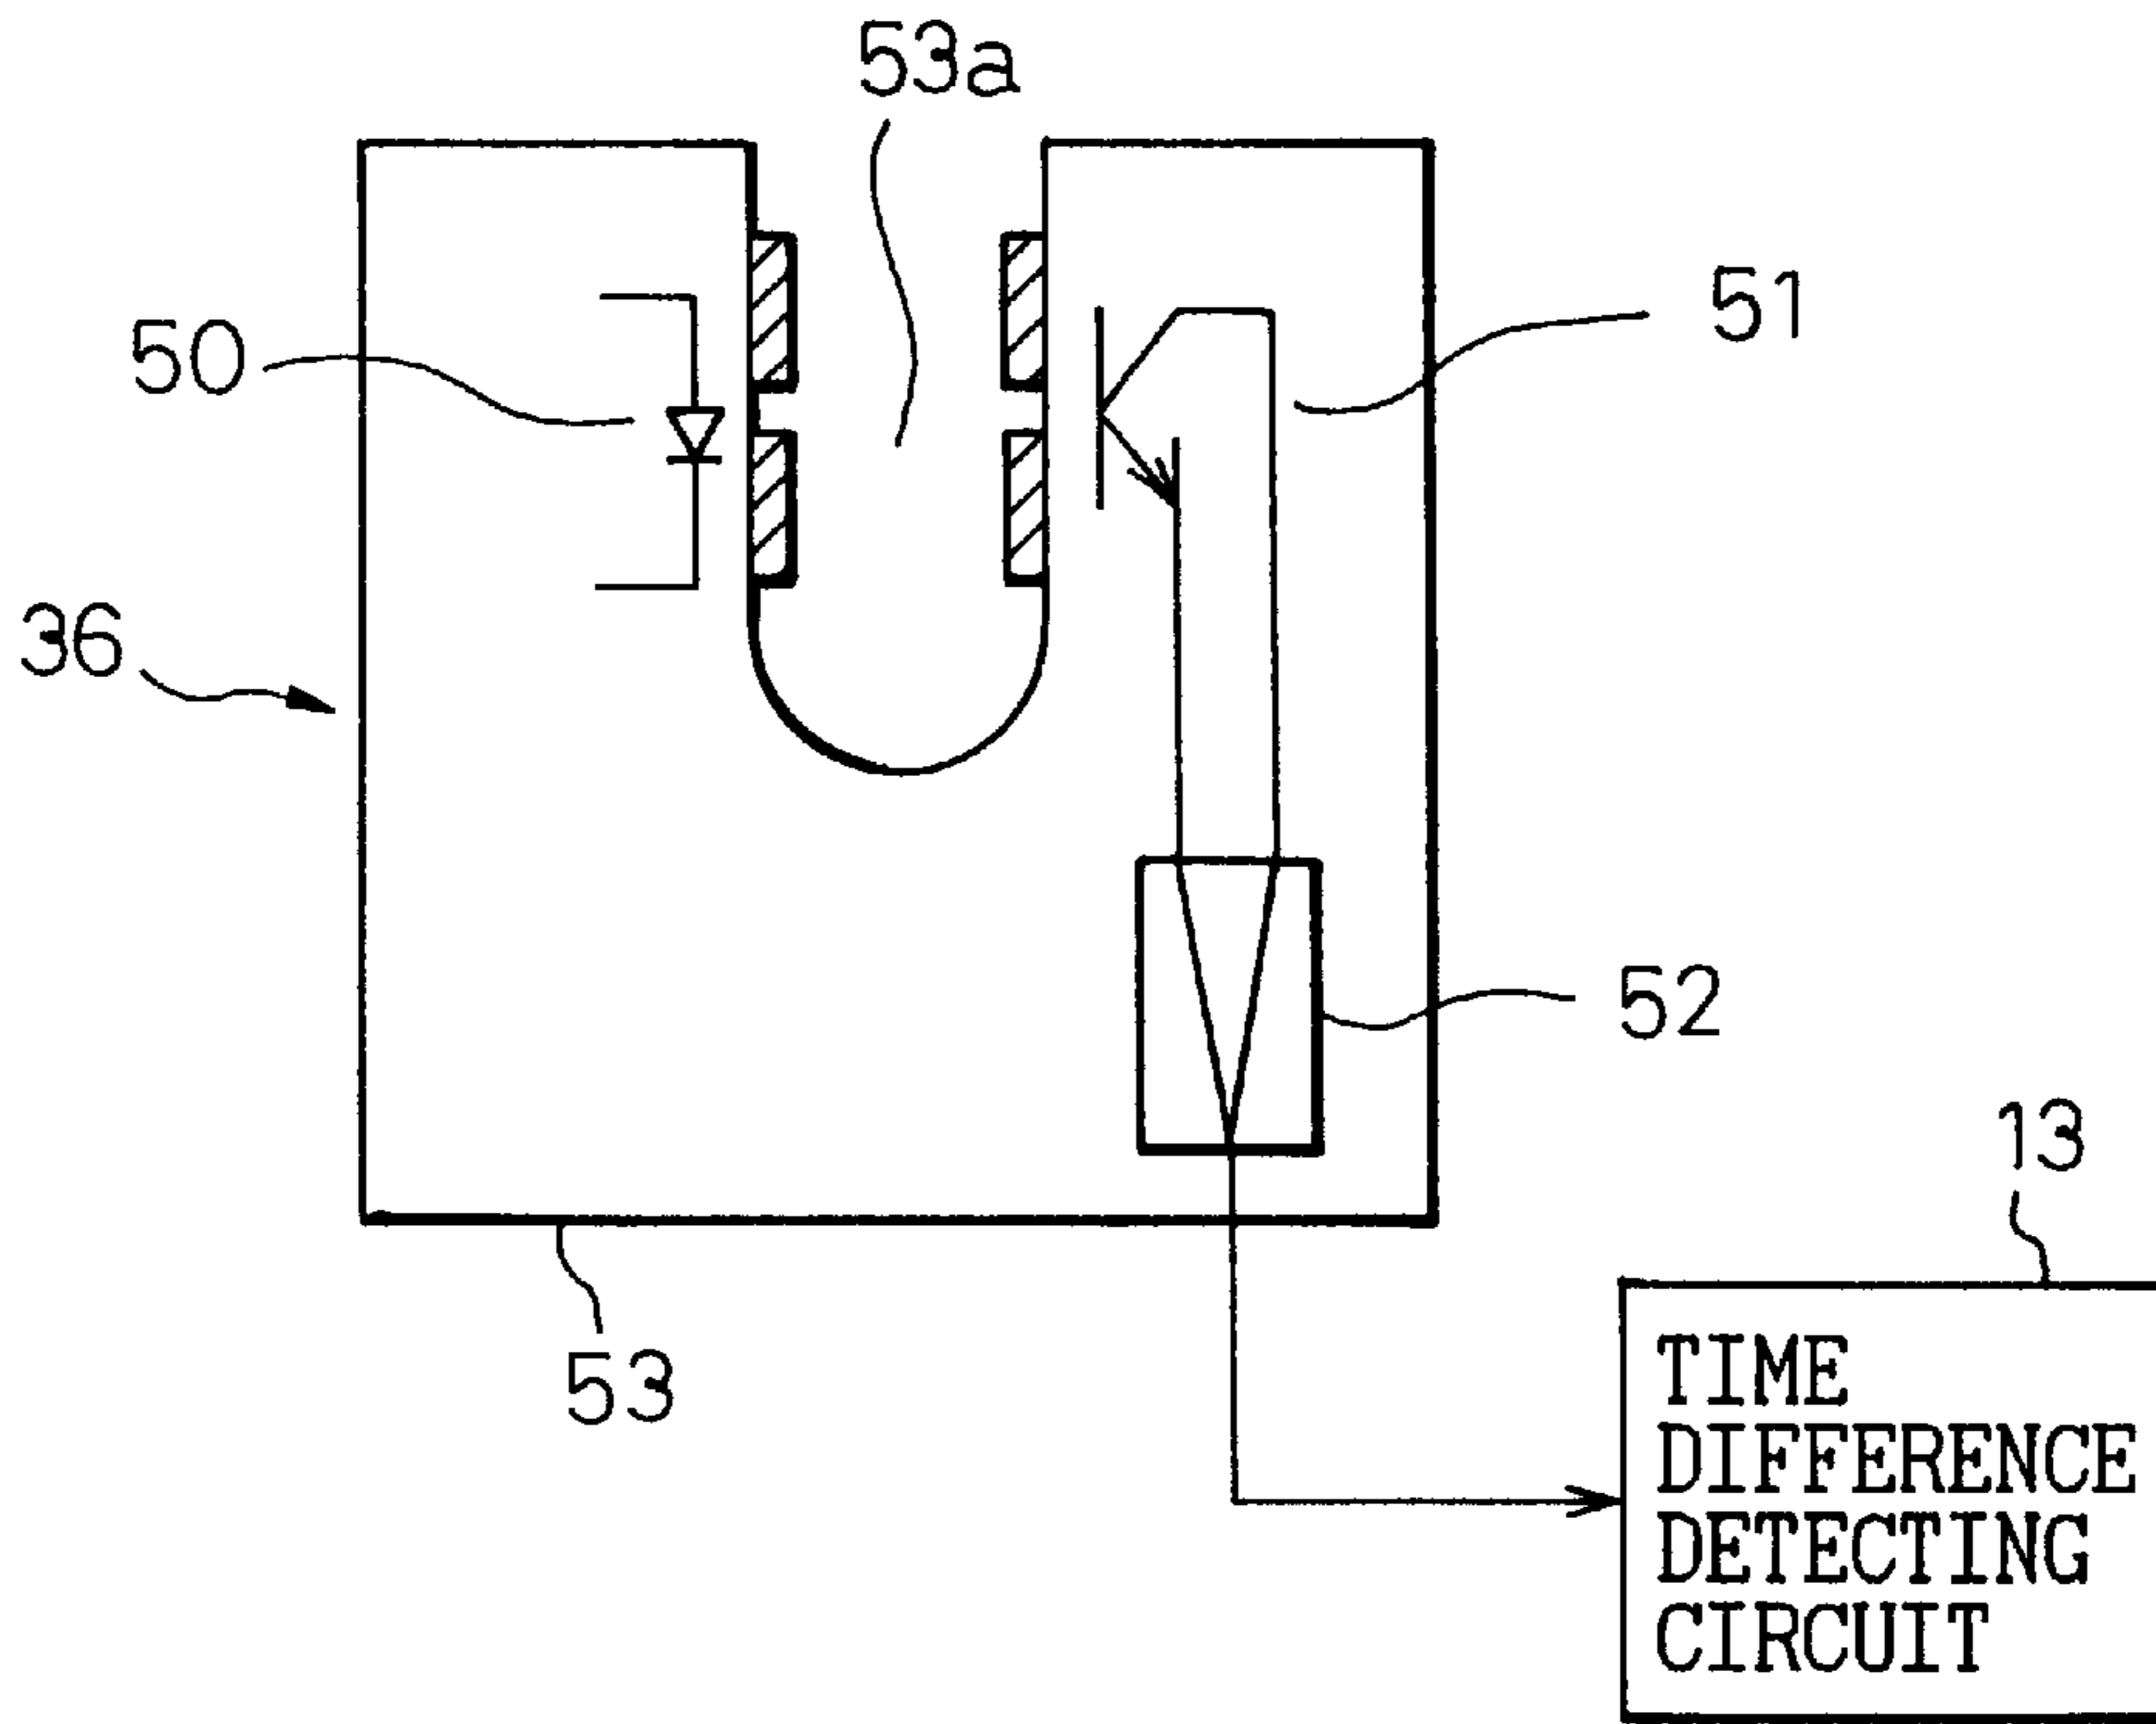 53a
51
50
36
52
13
53
TIME
DIFFERENCE
DETECTING
CIRCUIT